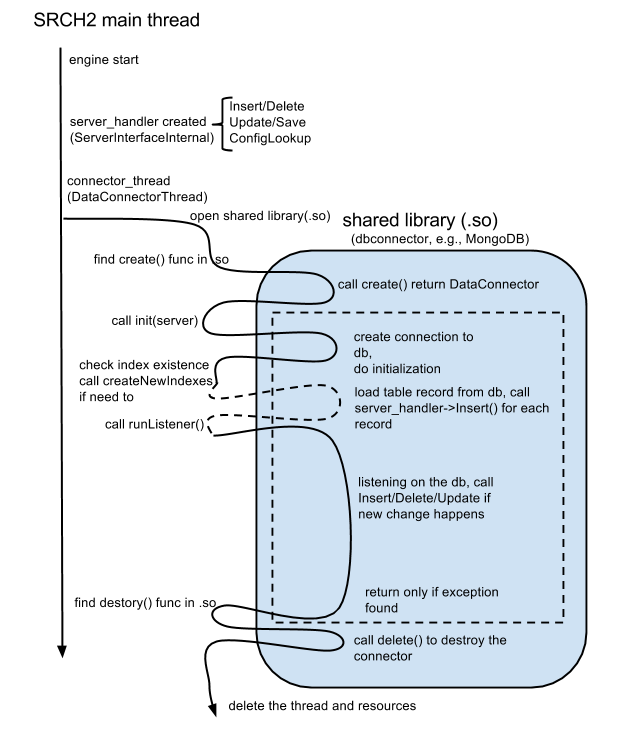 SRCH2 main thread
engine start
server_handler created
(ServerInterfaceInternal)
Insert/Delete
Update/Save
ConfigLookup
connector_thread
(DataConnectorThread)
open shared library(.so)
shared library (.so)
(dbconnector, e.g., MongoDB)
find create() func in .so
call create() return DataConnector
call init(server)
create connection to
db,
do initialization
check index existence
call createNewIndexes
if need to
load table record from db, call
server_handler->Insert() for each
record
call runListener()
listening on the db, call
Insert/Delete/Update if
new change happens
return only if exception
found
find destory() func in .so
call delete() to destroy the
connector
delete the thread and resources